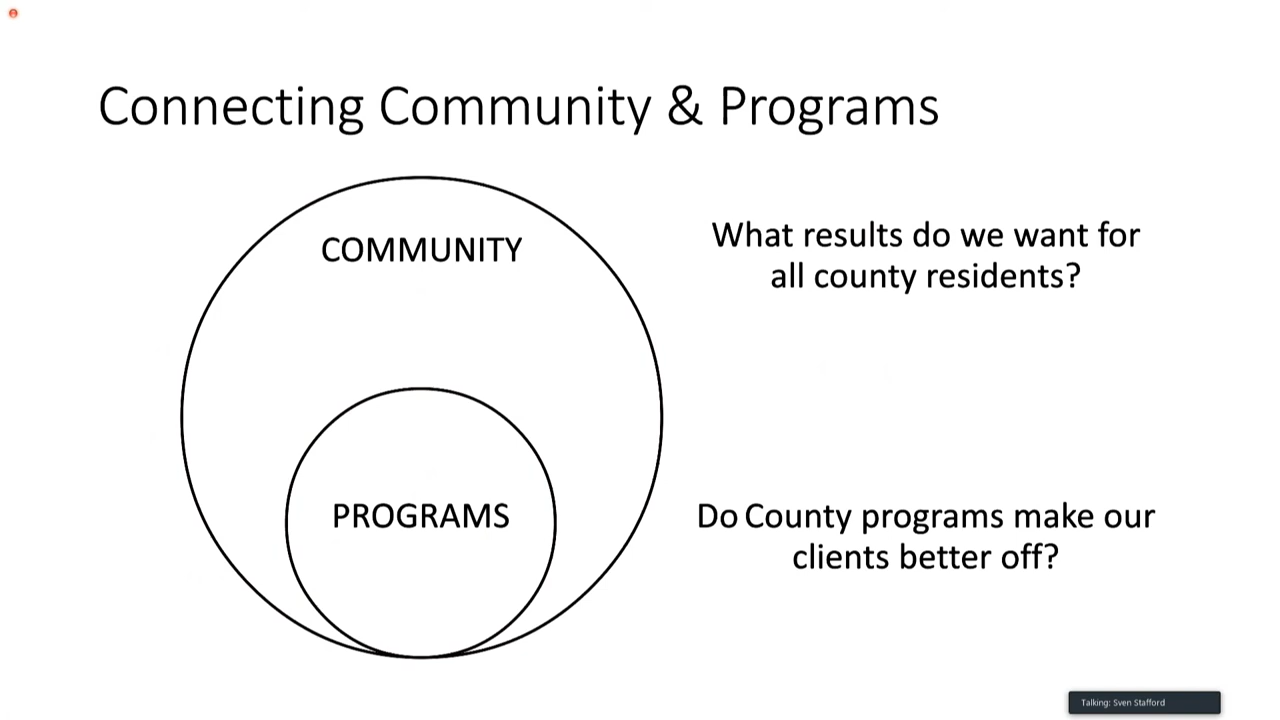 Connecting Community & Programs
COMMUNITY
What results do we want for
all county residents?
PROGRAMS
Do County programs make our
clients better off?
Talking: Sven Stafford